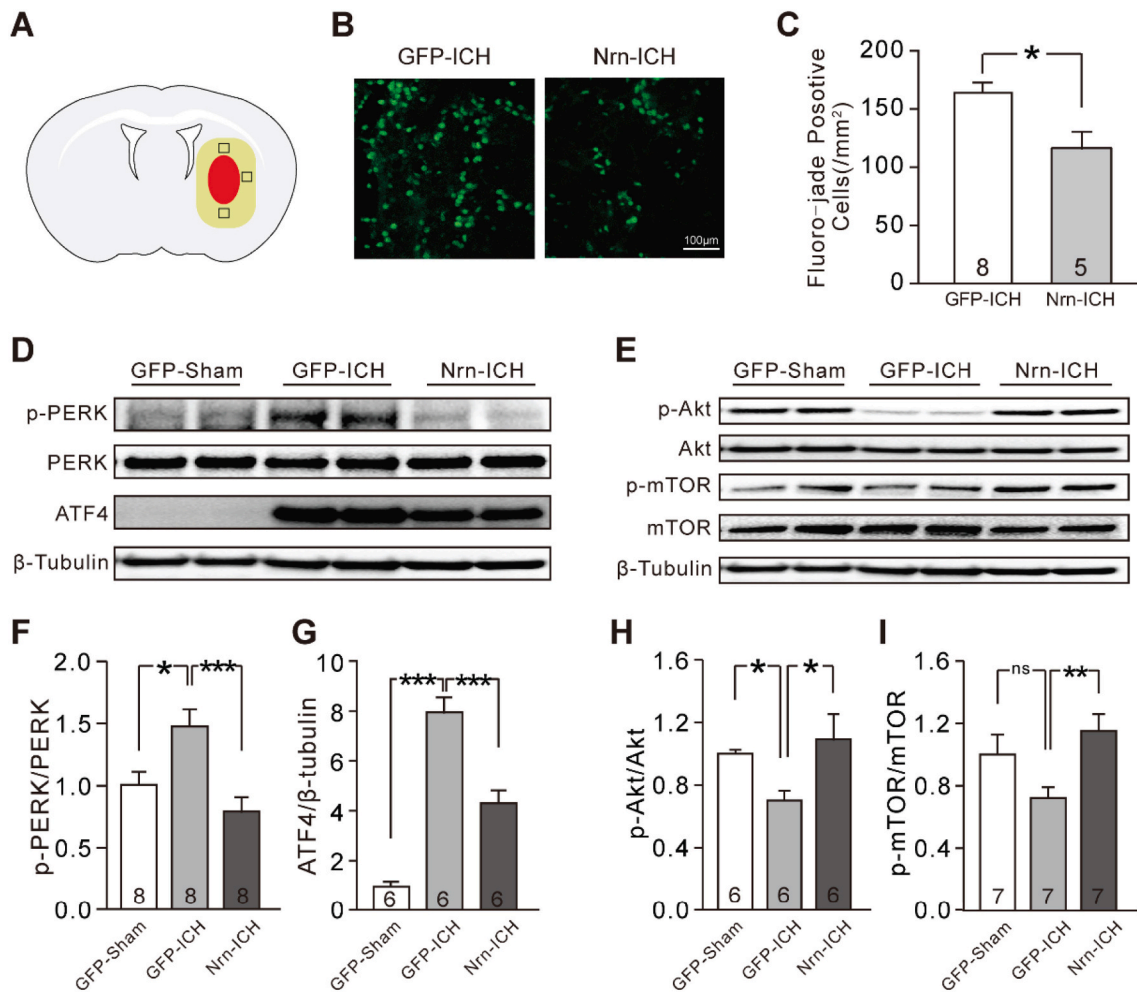 A
B
GFP-ICH
Nrn-ICH
100μm
C
Fluoro-jade Posotive
Cells(/mm²)
200
150
100
50
0
*
8
5
GFP-ICH
Nrn-ICH
D
GFP-Sham
GFP-ICH
Nrn-ICH
p-PERK
PERK
ATF4
β-Tubulin
E
GFP-Sham
GFP-ICH
Nrn-ICH
p-Akt
Akt
p-mTOR
mTOR
β-Tubulin
F
p-PERK/PERK
2.0
1.5
1.0
0.5
0.0
*
***
8
8
8
GFP-Sham
GFP-ICH
Nrn-ICH
G
ATF4/β-tubulin
10
8
6
4
2
0
***
***
6
6
6
GFP-Sham
GFP-ICH
Nrn-ICH
H
p-Akt/Akt
1.6
1.2
0.8
0.4
0.0
*
*
6
6
6
GFP-Sham
GFP-ICH
Nrn-ICH
I
p-mTOR/mTOR
1.6
1.2
0.8
0.4
0.0
ns
**
7
7
7
GFP-Sham
GFP-ICH
Nrn-ICH